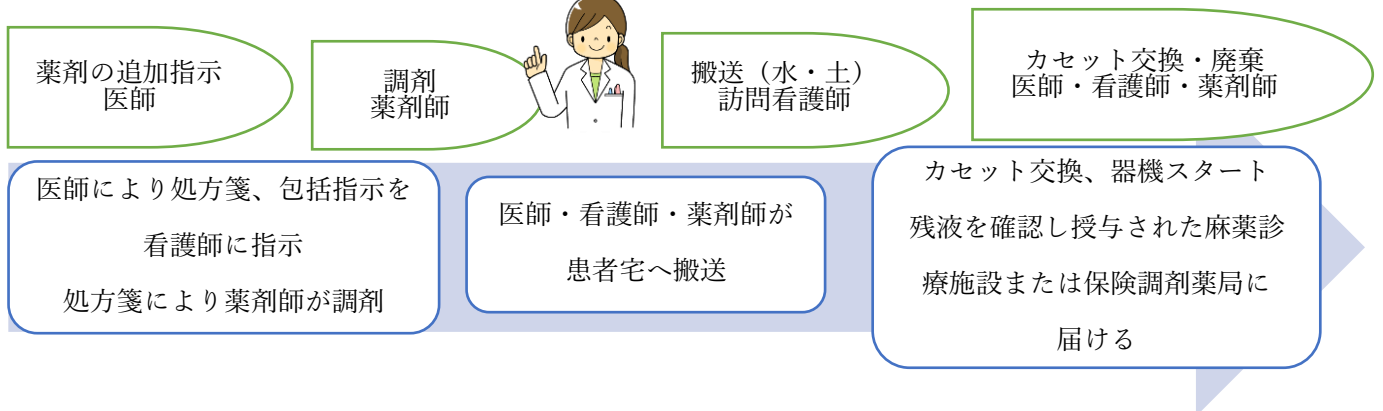 薬剤の追加指示
医師
調剤
薬剤師
搬送（水・土）
訪問看護師
カセット交換・廃棄
医師・看護師・薬剤師
医師により処方箋、包括指示を
看護師に指示
処方箋により薬剤師が調剤
医師・看護師・薬剤師が
患者宅へ搬送
カセット交換、器機スタート
残液を確認し授与された麻薬診
療施設または保険調剤薬局に
届ける